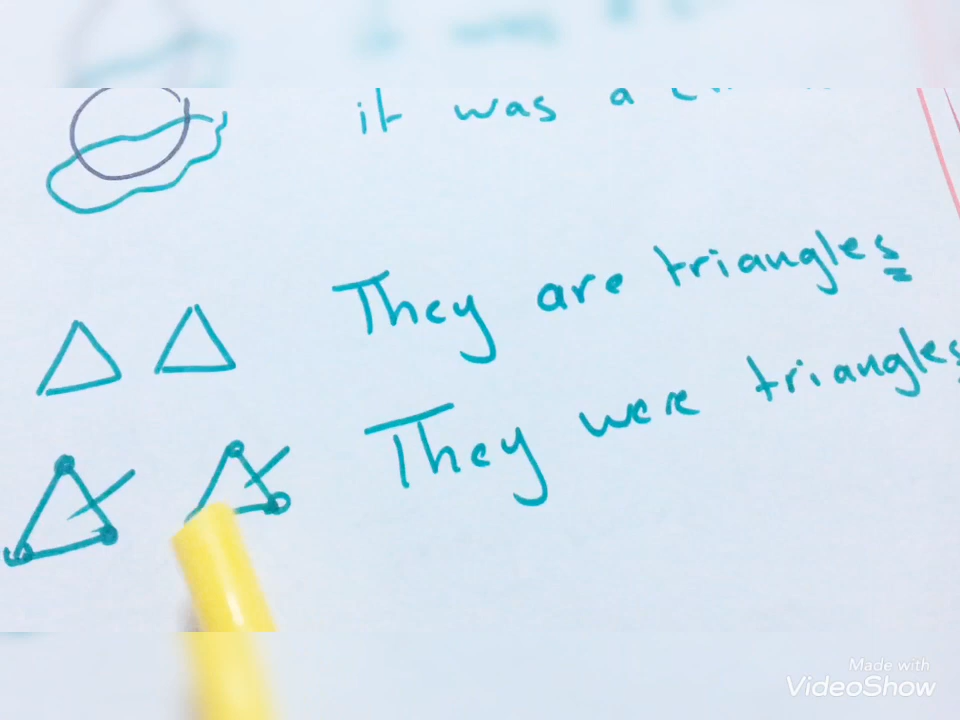 it was a
They are triangles
They were triangles
Made with
VideoShow